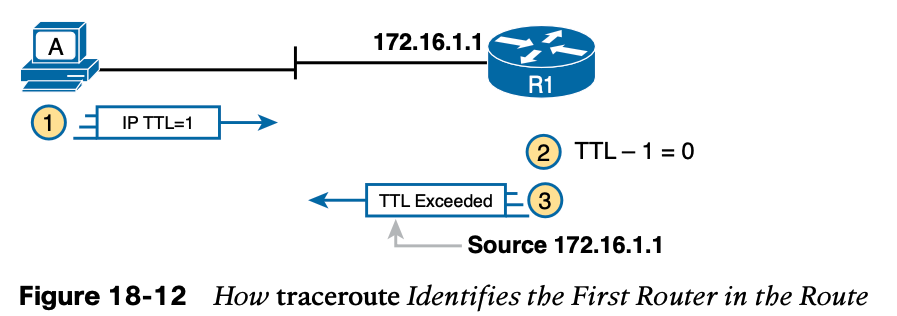 A
172.16.1.1
R1
1
IP TTL=1
2
TTL – 1 = 0
TTL Exceeded
3
Source 172.16.1.1
Figure 18-12 How traceroute Identifies the First Router in the Route